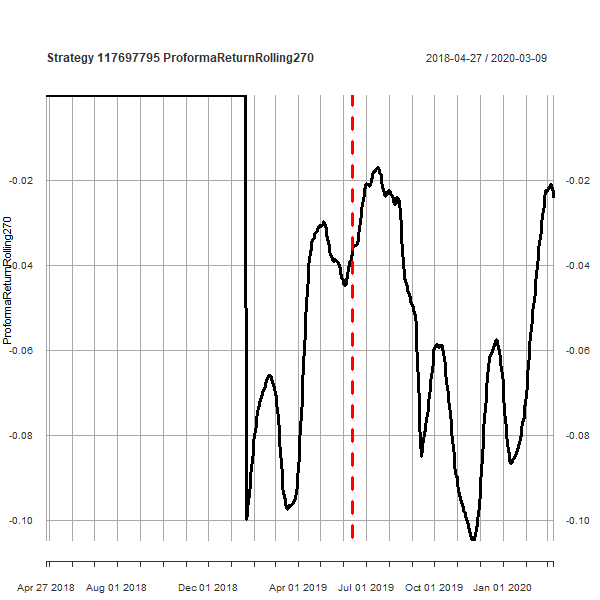 Strategy 117697795 ProformaReturnRolling270
2018-04-27 / 2020-03-09
ProformaReturnRolling270
-0.02
-0.02
-0.04
-0.04
-0.06
-0.06
-0.08
-0.08
-0.10
-0.10
Apr 27 2018
Aug 01 2018
Dec 01 2018
Apr 01 2019
Jul 01 2019
Oct 01 2019
Jan 01 2020